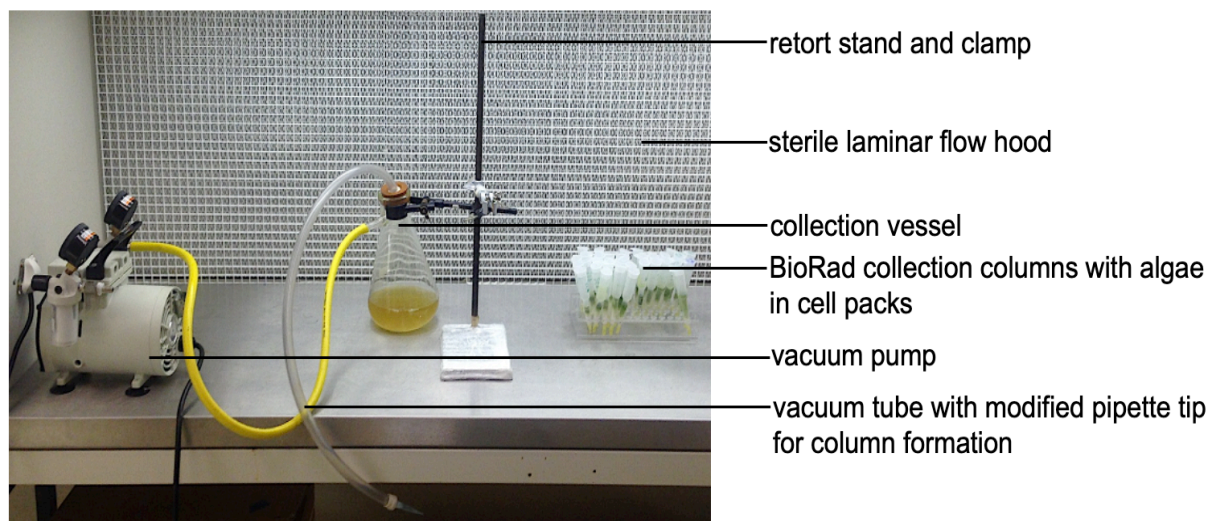 retort stand and clamp
sterile laminar flow hood
collection vessel
BioRad collection columns with algae
in cell packs
vacuum pump
vacuum tube with modified pipette tip
for column formation